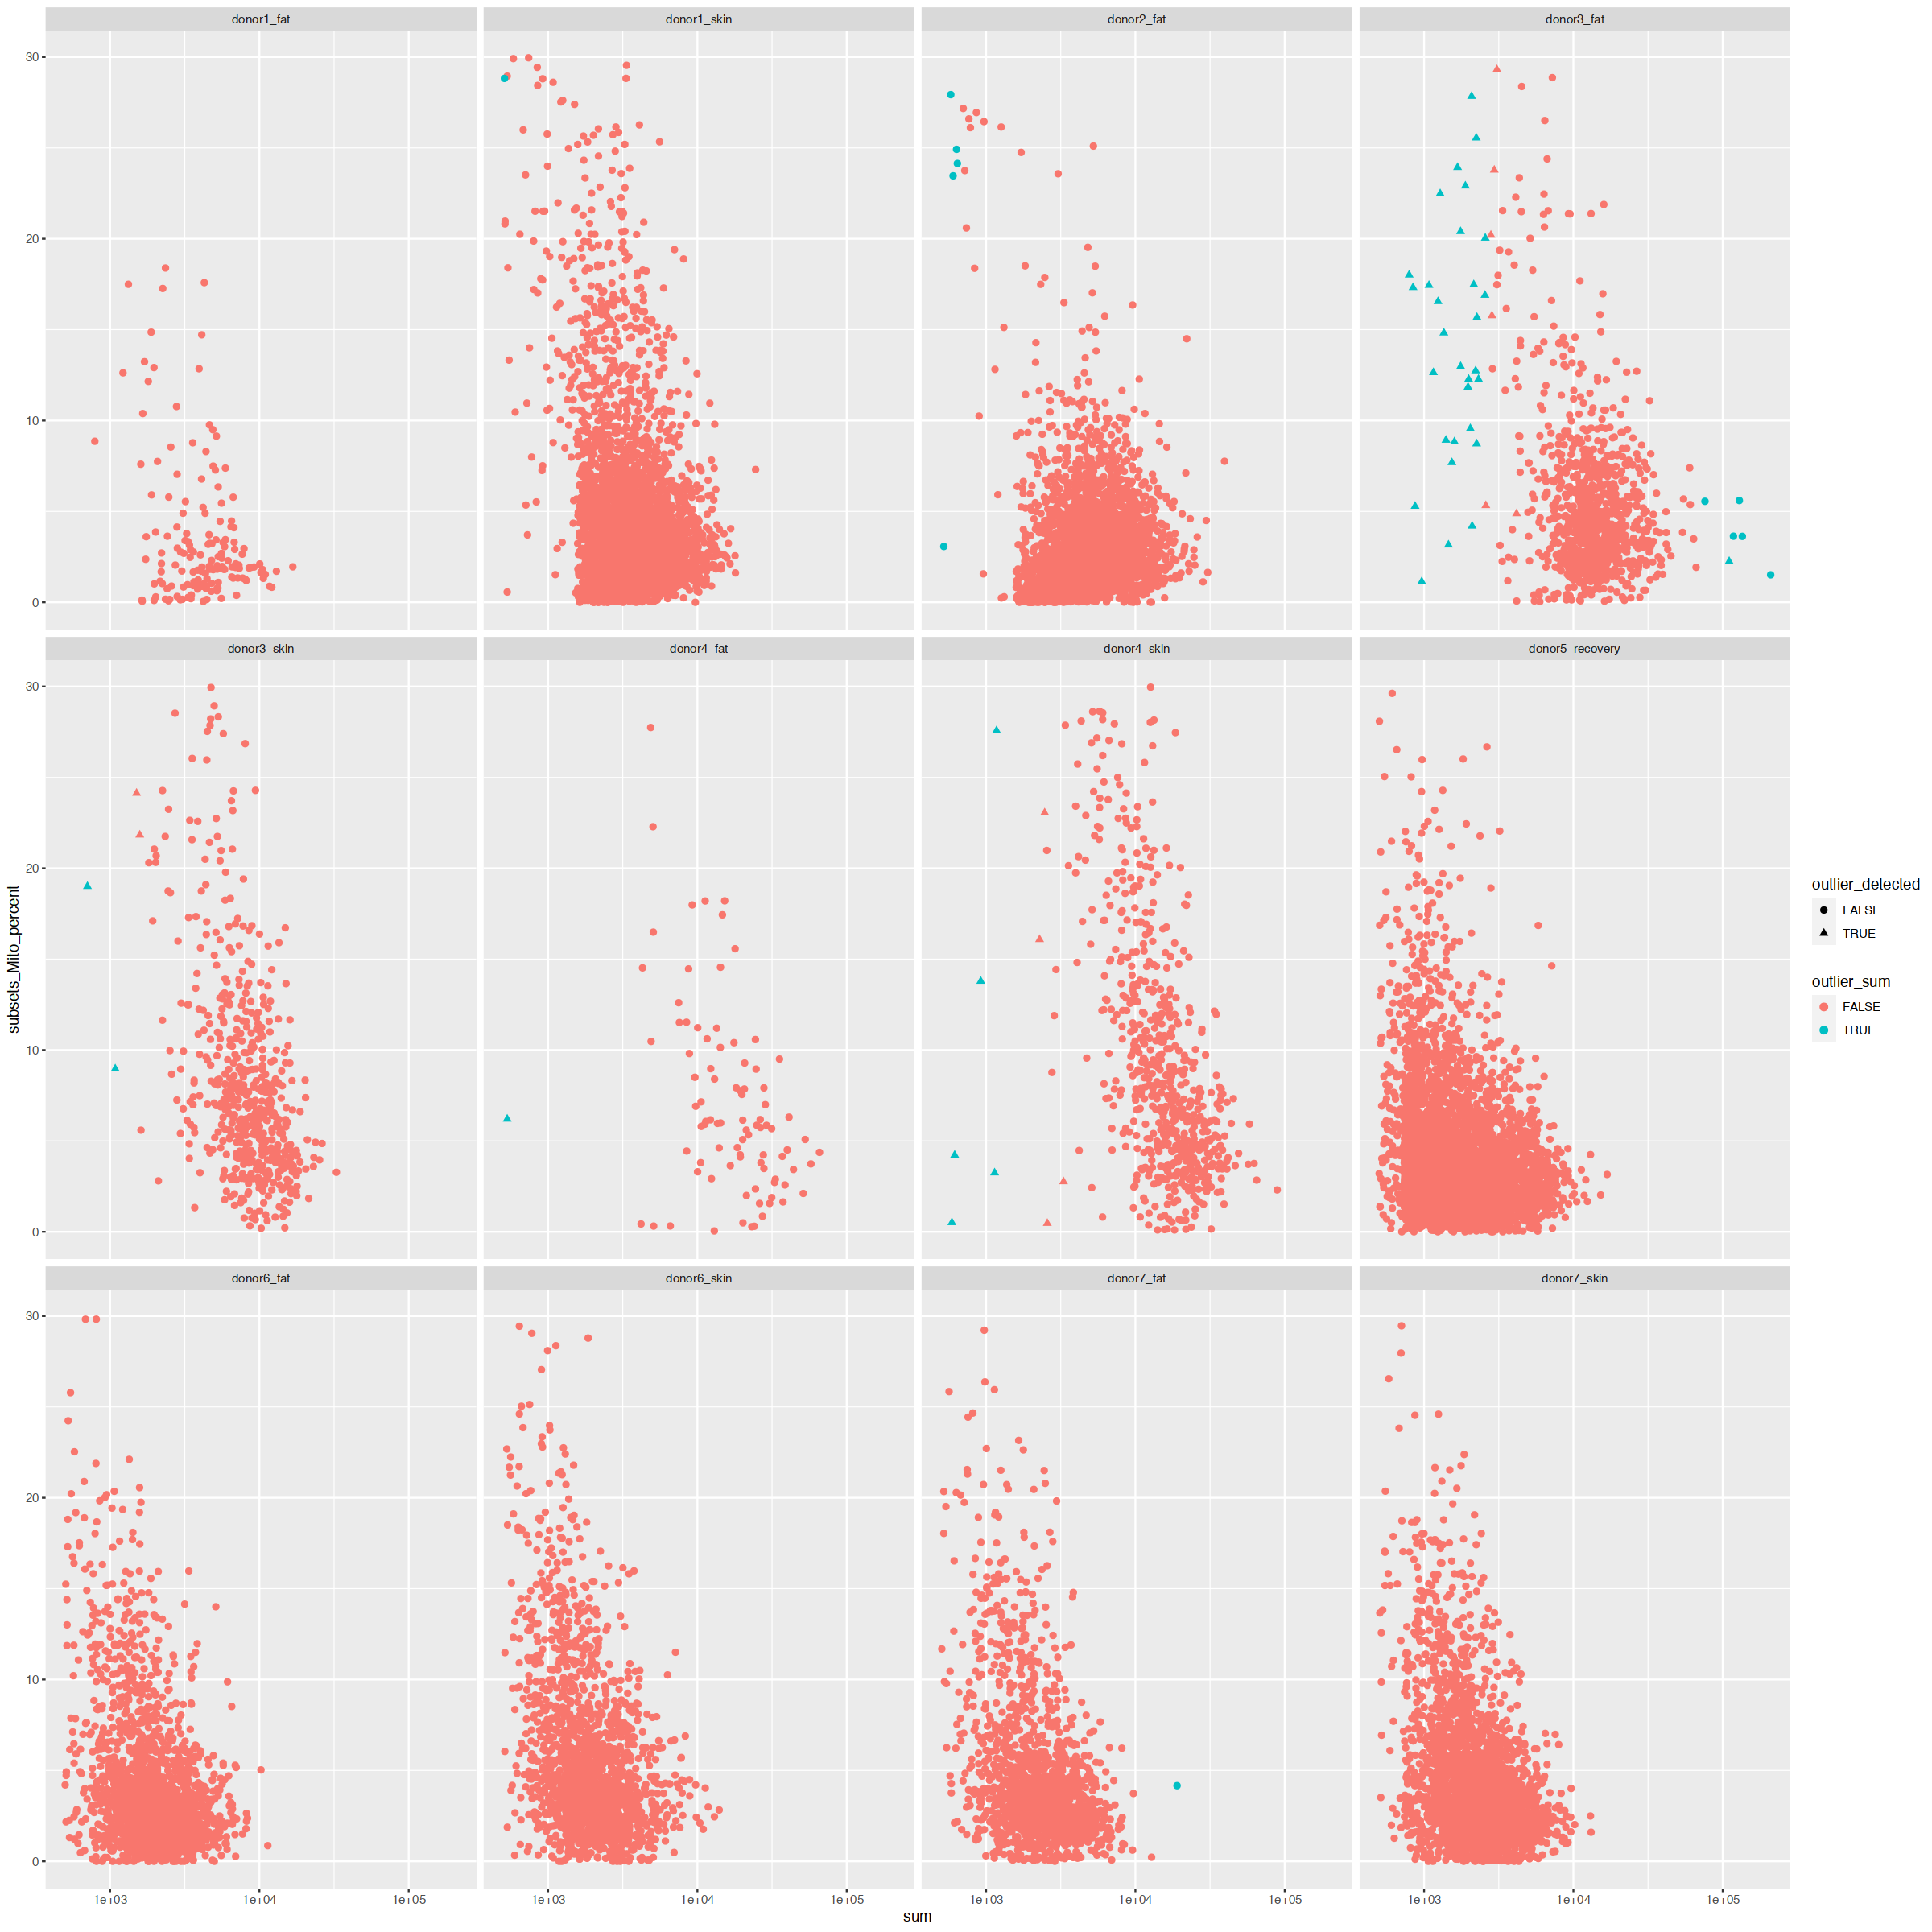 donor1_fat donor1_skin donor2_fat donor3_fat
30
20
10
0
donor3_skin donor4_fat donor4_skin donor5_recovery
30
20
10
0
donor6_fat donor6_skin donor7_fat donor7_skin
30
20
10
0
1e+03 1e+04 1e+05 1e+03 1e+04 1e+05 1e+03 1e+04 1e+05 1e+03 1e+04 1e+05
sum
subsets_Mito_percent
outlier_detected
FALSE
TRUE
outlier_sum
FALSE
TRUE